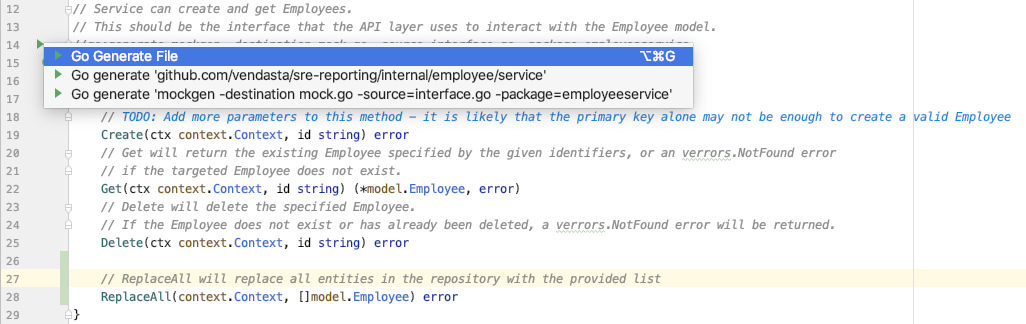 12 // Service can create and get Employees.
13 // This should be the interface that the API layer uses to interact with the Employee model.
14
Go Generate File ⌥⌘G
15
Go generate 'github.com/vendasta/sre-reporting/internal/employee/service'
16
Go generate 'mockgen -destination mock.go -source=interface.go -package=employeeservice'
17
18 // TODO: Add more parameters to this method - it is likely that the primary key alone may not be enough to create a valid Employee
19 Create(ctx context.Context, id string) error
20 // Get will return the existing Employee specified by the given identifiers, or an verrors.NotFound error
21 // if the targeted Employee does not exist.
22 Get(ctx context.Context, id string) (*model.Employee, error)
23 // Delete will delete the specified Employee.
24 // If the Employee does not exist or has already been deleted, a verrors.NotFound error will be returned.
25 Delete(ctx context.Context, id string) error
26
27 // ReplaceAll will replace all entities in the repository with the provided list
28 ReplaceAll(context.Context, []model.Employee) error
29 }